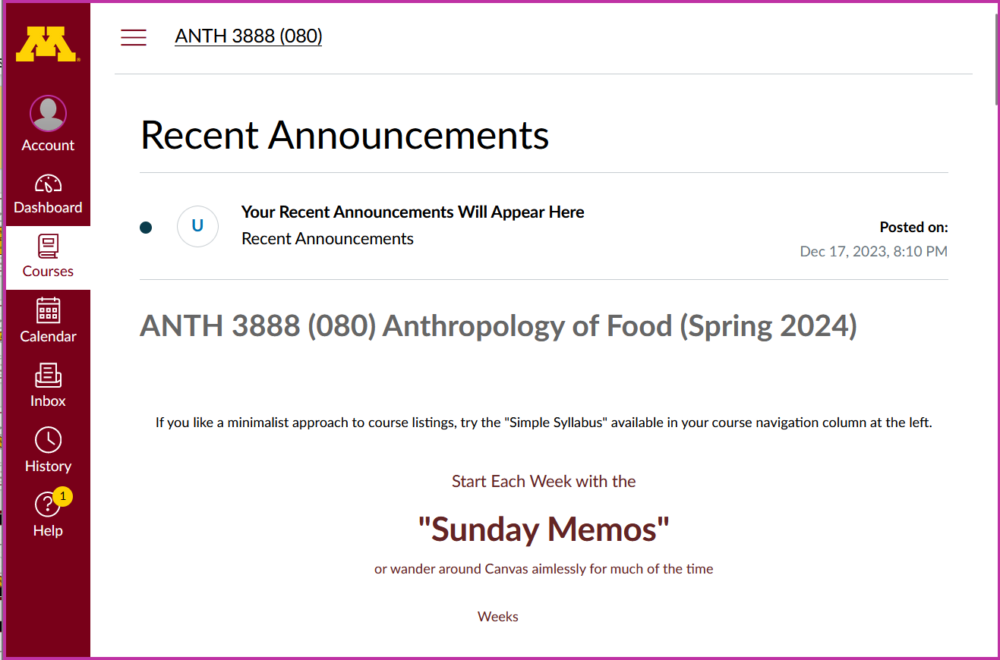 M
Account
Dashboard
Courses
Calendar
Inbox
History
1
Help
ANTH 3888 (080)
Recent Announcements
U
Your Recent Announcements Will Appear Here
Recent Announcements
Posted on:
Dec 17, 2023, 8:10 PM
ANTH 3888 (080) Anthropology of Food (Spring 2024)
If you like a minimalist approach to course listings, try the "Simple Syllabus" available in your course navigation column at the left.
Start Each Week with the
"Sunday Memos"
or wander around Canvas aimlessly for much of the time
Weeks